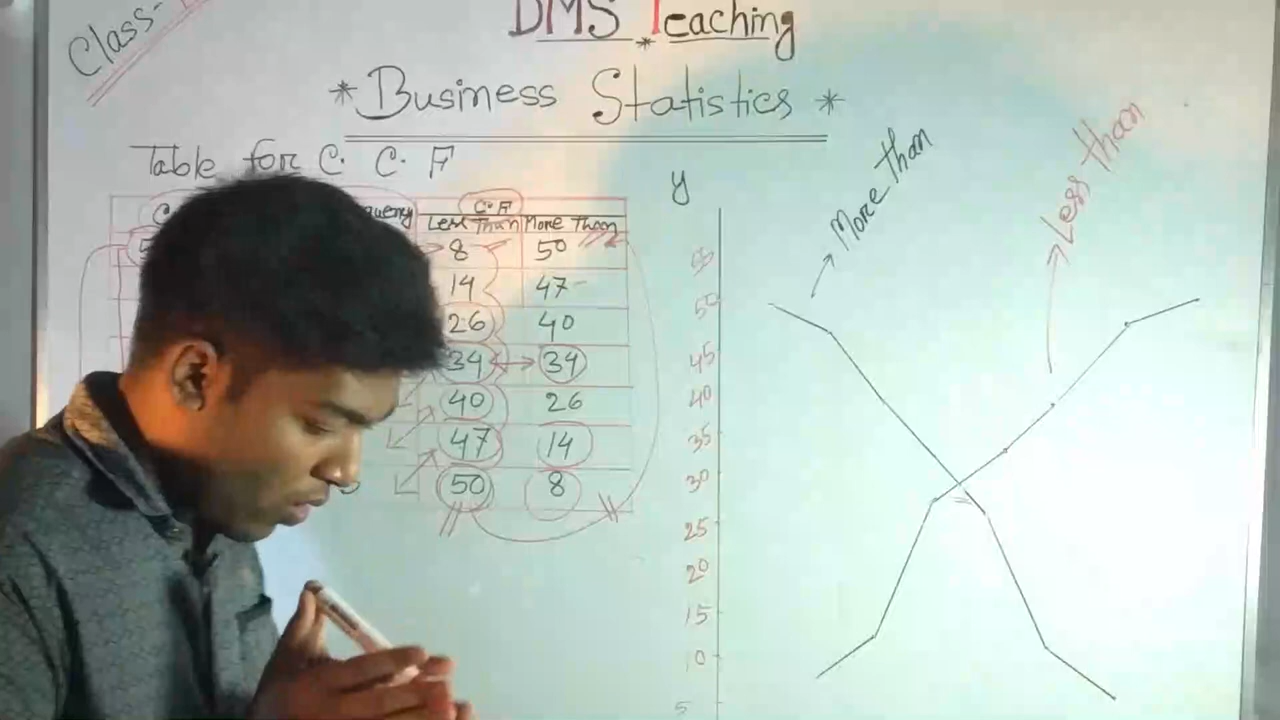 Class-
DMS Teaching
* Business Statistics *
Table for C. C. F
C.F
Less Than More Than
8 50
14 47
26 40
34 34
40 26
47 14
50 8
y
More than
Less than
50
45
40
35
30
25
20
15
10
5